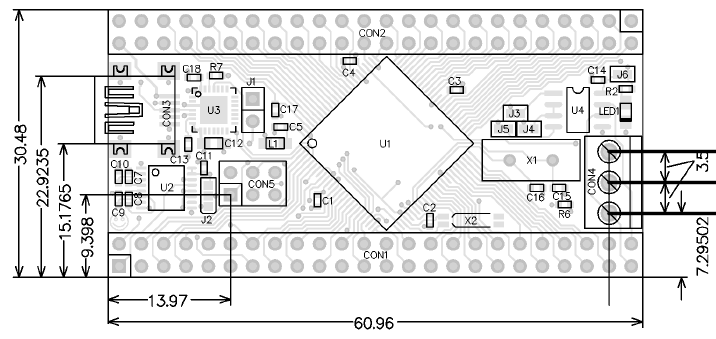 CON2
C18
R7
C4
J1
C3
C14
J6
R2
CON3
U3
C17
J3
U4
LED1
C5
J5
J4
C13
C12
L1
U1
30.48
22.9235
15.1765
9.398
C10
C7
C11
U2
CON5
X1
CON4
3.5
C9
C8
J2
C1
C2
X2
C16
C15
R6
7.29502
CON1
13.97
60.96